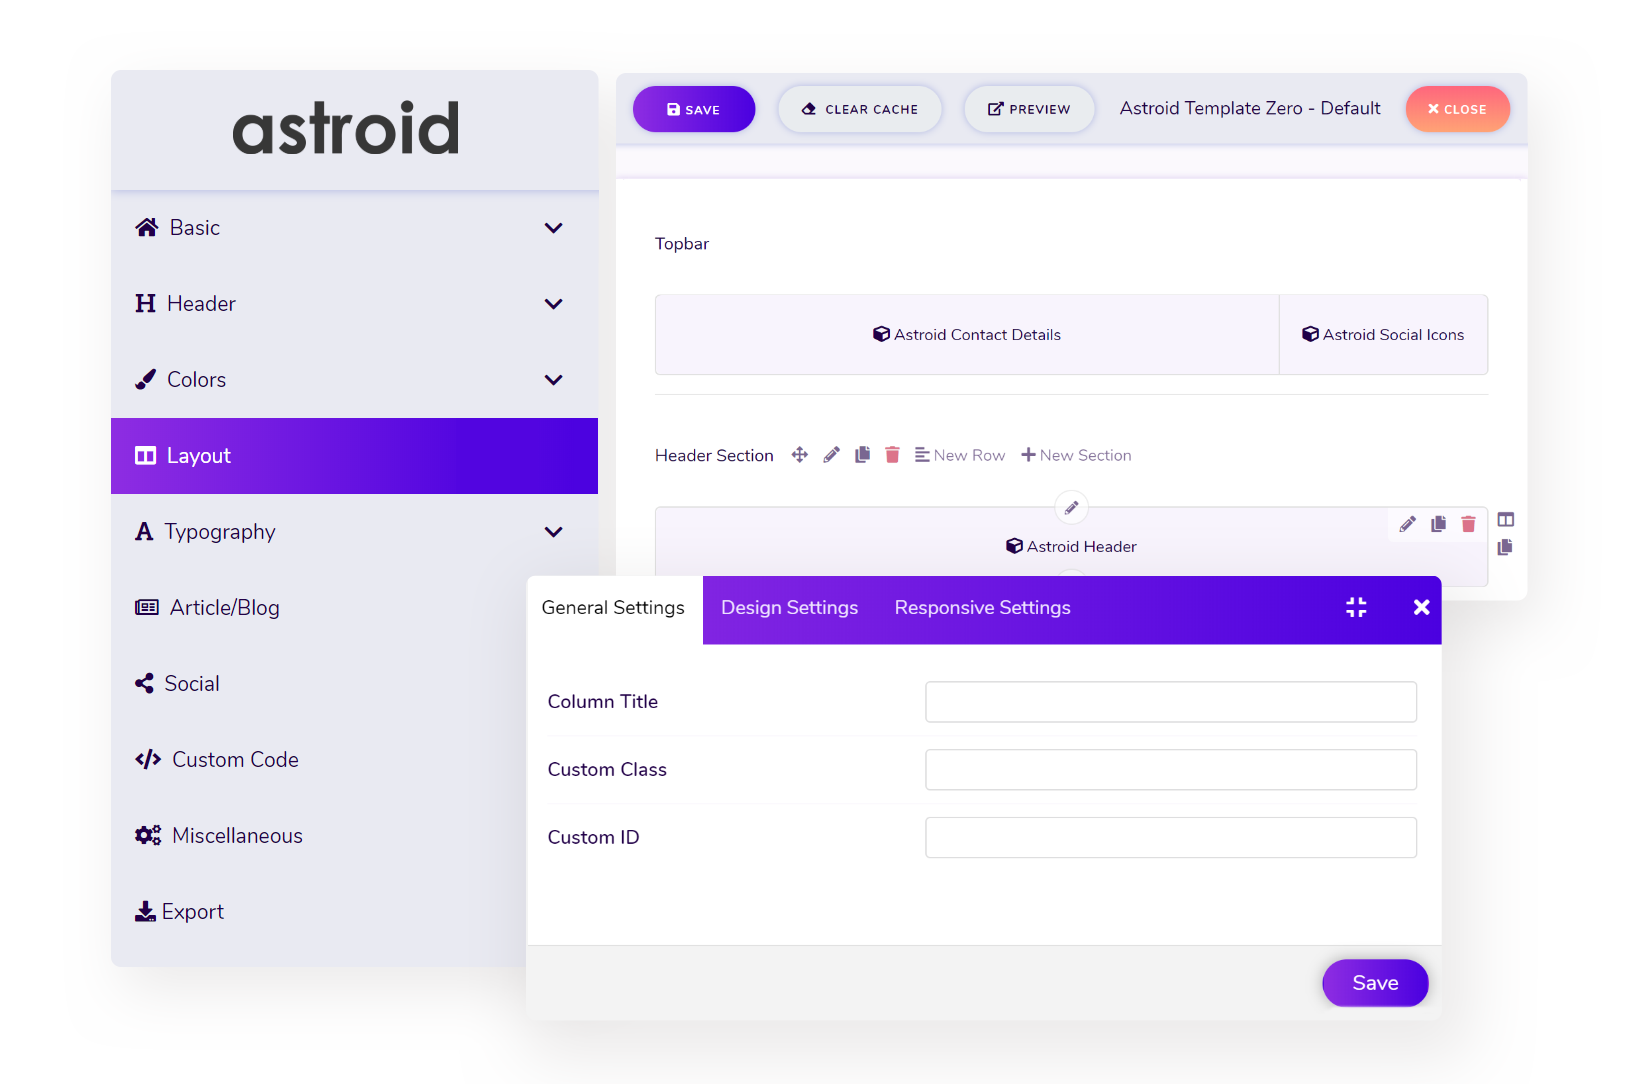 astroid
Basic
Header
Colors
Layout
Typography
Article/Blog
Social
Custom Code
Miscellaneous
Export
SAVE
CLEAR CACHE
PREVIEW
Astroid Template Zero - Default
CLOSE
Topbar
Astroid Contact Details
Astroid Social Icons
Header Section
New Row
New Section
Astroid Header
General Settings
Design Settings
Responsive Settings
Column Title
Custom Class
Custom ID
Save